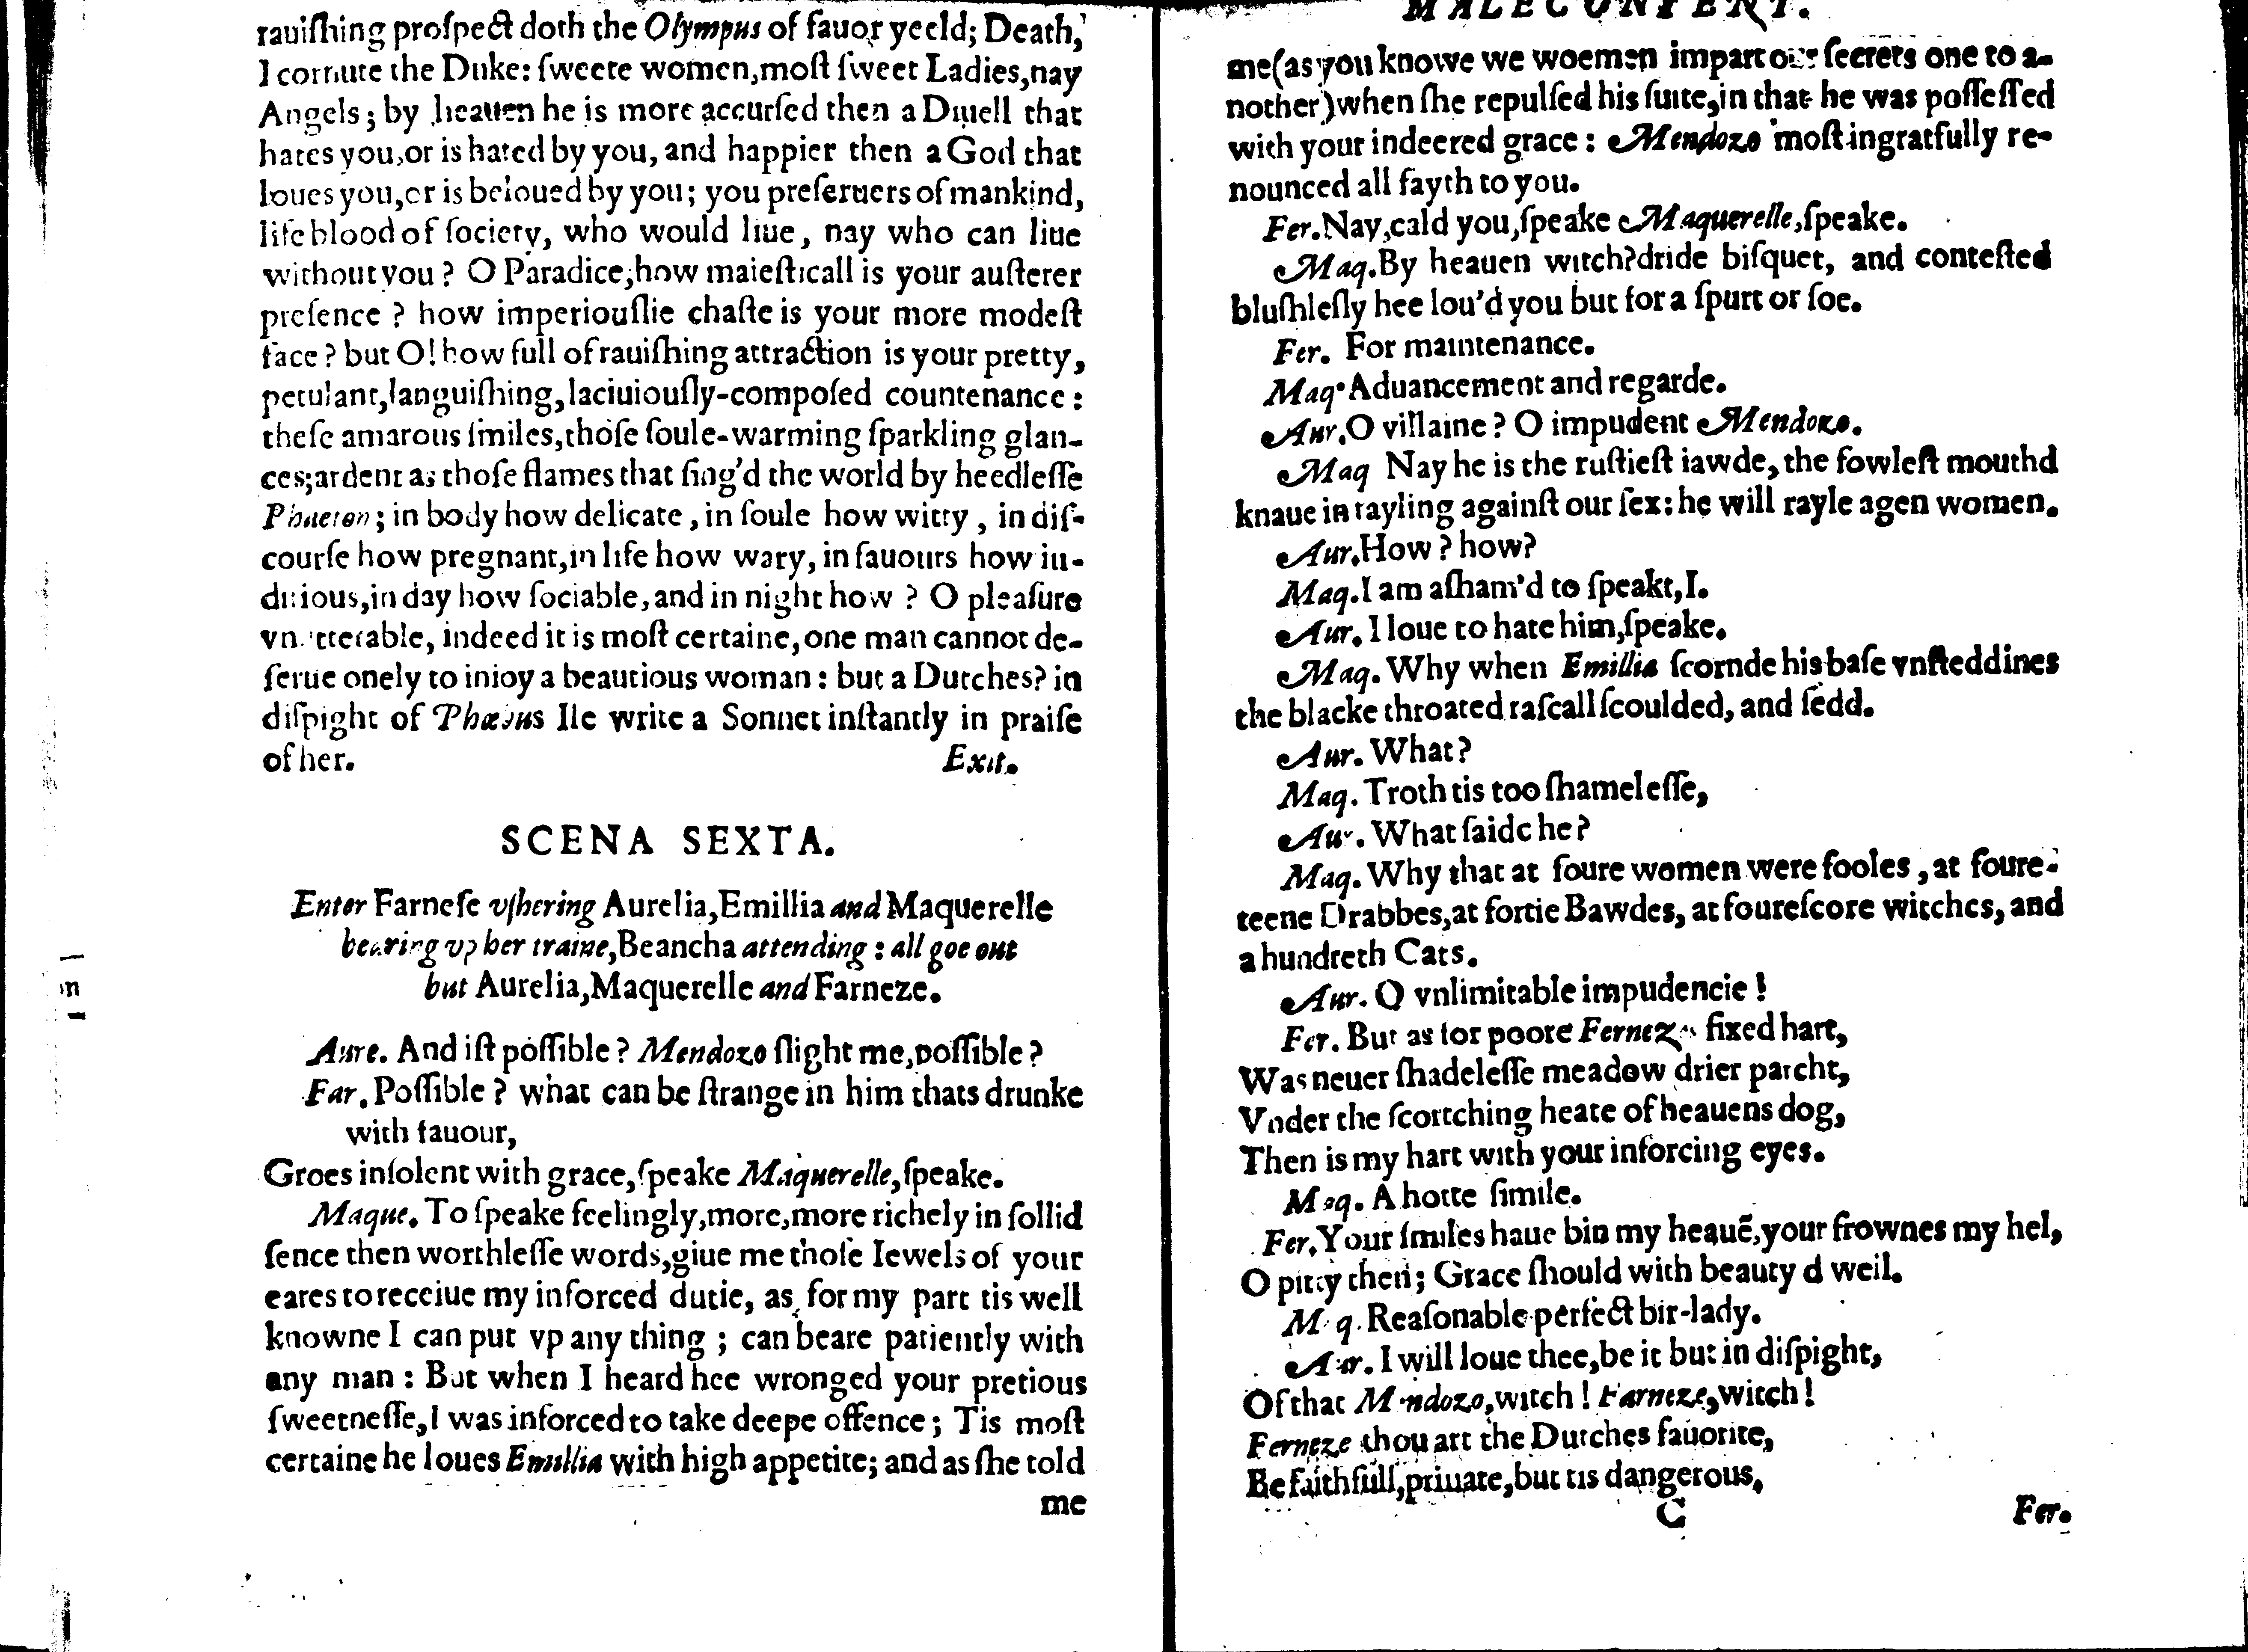 rauiſhing proſpect doth the Olympus of fauor yeeld; Death,
I cornute the Duke: ſweete women,moſt ſweet Ladies,nay
Angels; by heauen he is more accurſed then a Diuell that
hates you,or is hated by you, and happier then a God that
loues you,or is beloued by you; you preſeruers of mankind,
life blood of ſociety, who would liue, nay who can liue
without you? O Paradice,how maieſticall is your auſterer
preſence? how imperiouſlie chaſte is your more modeſt
face? but O! how full of rauiſhing attraction is your pretty,
petulant,languiſhing,laciuiouſly-compoſed countenance:
theſe amarous ſmiles,thoſe ſoule-warming ſparkling glan-
ces;ardent as thoſe flames that ſing'd the world by heedleſſe
Phaeton; in body how delicate, in ſoule how witty, in diſ-
courſe how pregnant,in life how wary, in fauours how iu-
ditious,in day how ſociable,and in night how? O pleaſure
vnutterable, indeed it is moſt certaine,one man cannot de-
ſerue onely to inioy a beautious woman: but a Dutches? in
diſpight of Phœbus Ile write a Sonnet inſtantly in praiſe
of her. Exit.
SCENA SEXTA.
Enter Farneſe vſhering Aurelia,Emillia and Maquerelle
bearing vp her traine,Beancha attending: all goe out
but Aurelia,Maquerelle and Farneze.
Aure. And iſt poſſible? Mendozo ſlight me,poſſible?
Far. Poſſible? what can be ſtrange in him thats drunke
with fauour,
Groes inſolent with grace,ſpeake Maquerelle,ſpeake.
Maque. To ſpeake feelingly,more,more richely in ſollid
ſence then worthleſſe words,giue me thoſe Iewels of your
eares to receiue my inforced dutie, as for my part tis well
knowne I can put vp any thing; can beare patiently with
any man: But when I heard hee wronged your pretious
ſweetneſſe,I was inforced to take deepe offence; Tis moſt
certaine he loues Emillia with high appetite; and as ſhe told
me
MALECONTENT.
me(as you knowe we woemen impart our ſecrets one to a-
nother)when ſhe repulſed his ſuite,in that he was poſſeſſed
with your indeered grace: Mendozo moſt ingratfully re-
nounced all fayth to you.
Fer. Nay,cald you,ſpeake Maquerelle,ſpeake.
Maq. By heauen witch?dride biſquet, and conteſted
bluſhleſly hee lou'd you but for a ſpurt or ſoe.
Fer. For maintenance.
Maq. Aduancement and regarde.
Aur. O villaine? O impudent Mendozo.
Maq Nay he is the ruſtieſt iawde, the fowleſt mouthd
knaue in rayling againſt our ſex: he will rayle agen women.
Aur. How? how?
Maq. I am aſham'd to ſpeakt,I.
Aur. I loue to hate him,ſpeake.
Maq. Why when Emillia ſcornde his baſe vnſteddines
the blacke throated raſcall ſcoulded, and ſedd.
Aur. What?
Maq. Troth tis too ſhameleſſe,
Aur. What ſaide he?
Maq. Why that at foure women were fooles, at foure-
teene Drabbes,at fortie Bawdes, at foureſcore witches, and
a hundreth Cats.
Aur. O vnlimitable impudencie!
Fer. But as for poore Fernezes fixed hart,
Was neuer ſhadeleſſe meadow drier parcht,
Vnder the ſcortching heate of heauens dog,
Then is my hart with your inforcing eyes.
Maq. A hotte ſimile.
Fer. Your ſmiles haue bin my heauē,your frownes my hel,
O pitty then; Grace ſhould with beauty dwell.
Maq. Reaſonable perfect bir-lady.
Aur. I will loue thee,be it but in diſpight,
Of that Mendozo,witch! Farneze,witch!
Ferneze thou art the Dutches fauorite,
Be faithfull,priuate,but tis dangerous,
C Fer.